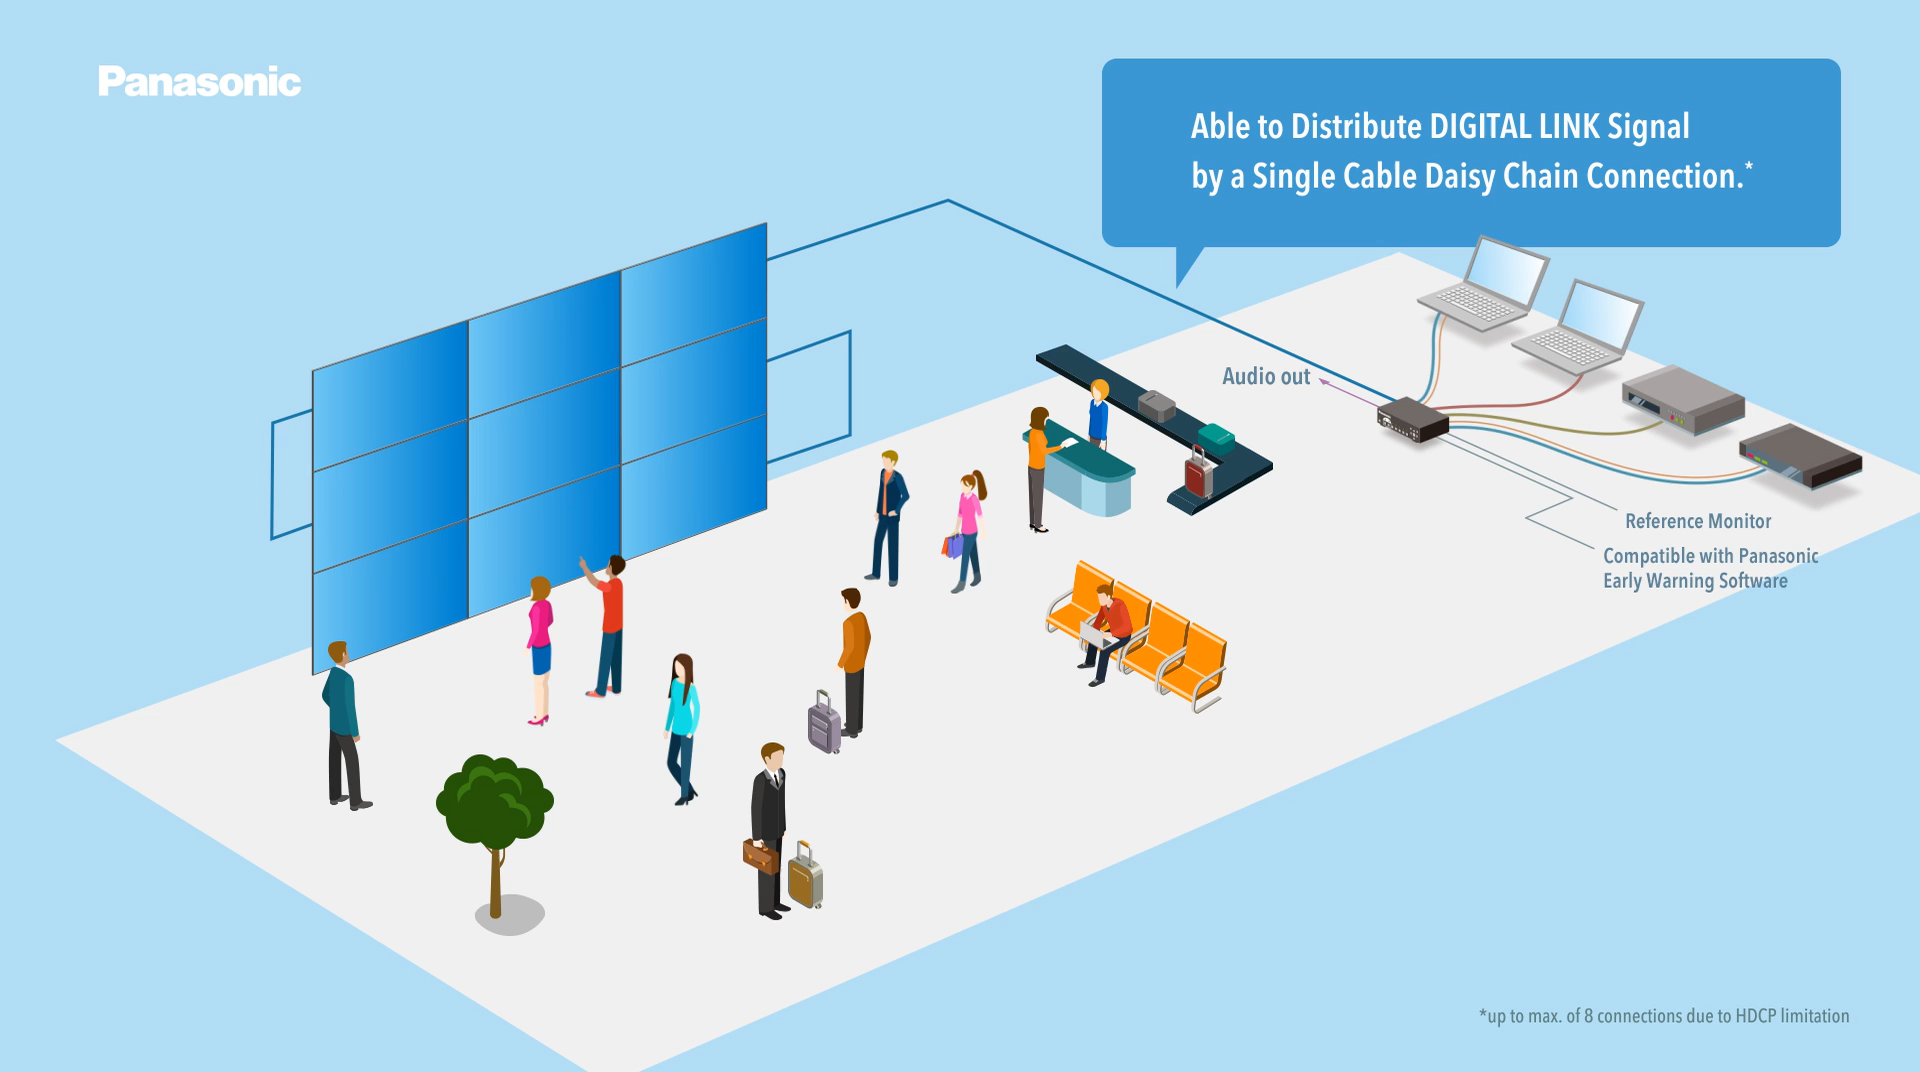 Panasonic
Able to Distribute DIGITAL LINK Signal
by a Single Cable Daisy Chain Connection.*
Audio out
Reference Monitor
Compatible with Panasonic
Early Warning Software
*up to max. of 8 connections due to HDCP limitation